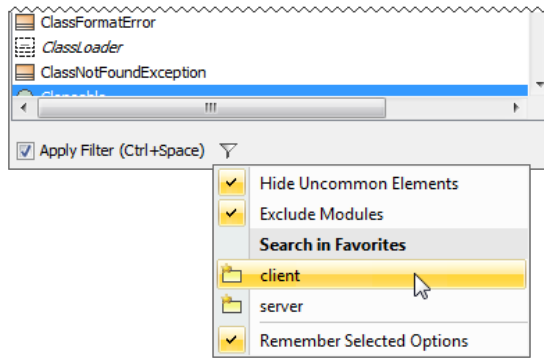 ClassFormatError
ClassLoader
ClassNotFoundException
Cloneable
Apply Filter (Ctrl+Space)
Hide Uncommon Elements
Exclude Modules
Search in Favorites
client
server
Remember Selected Options